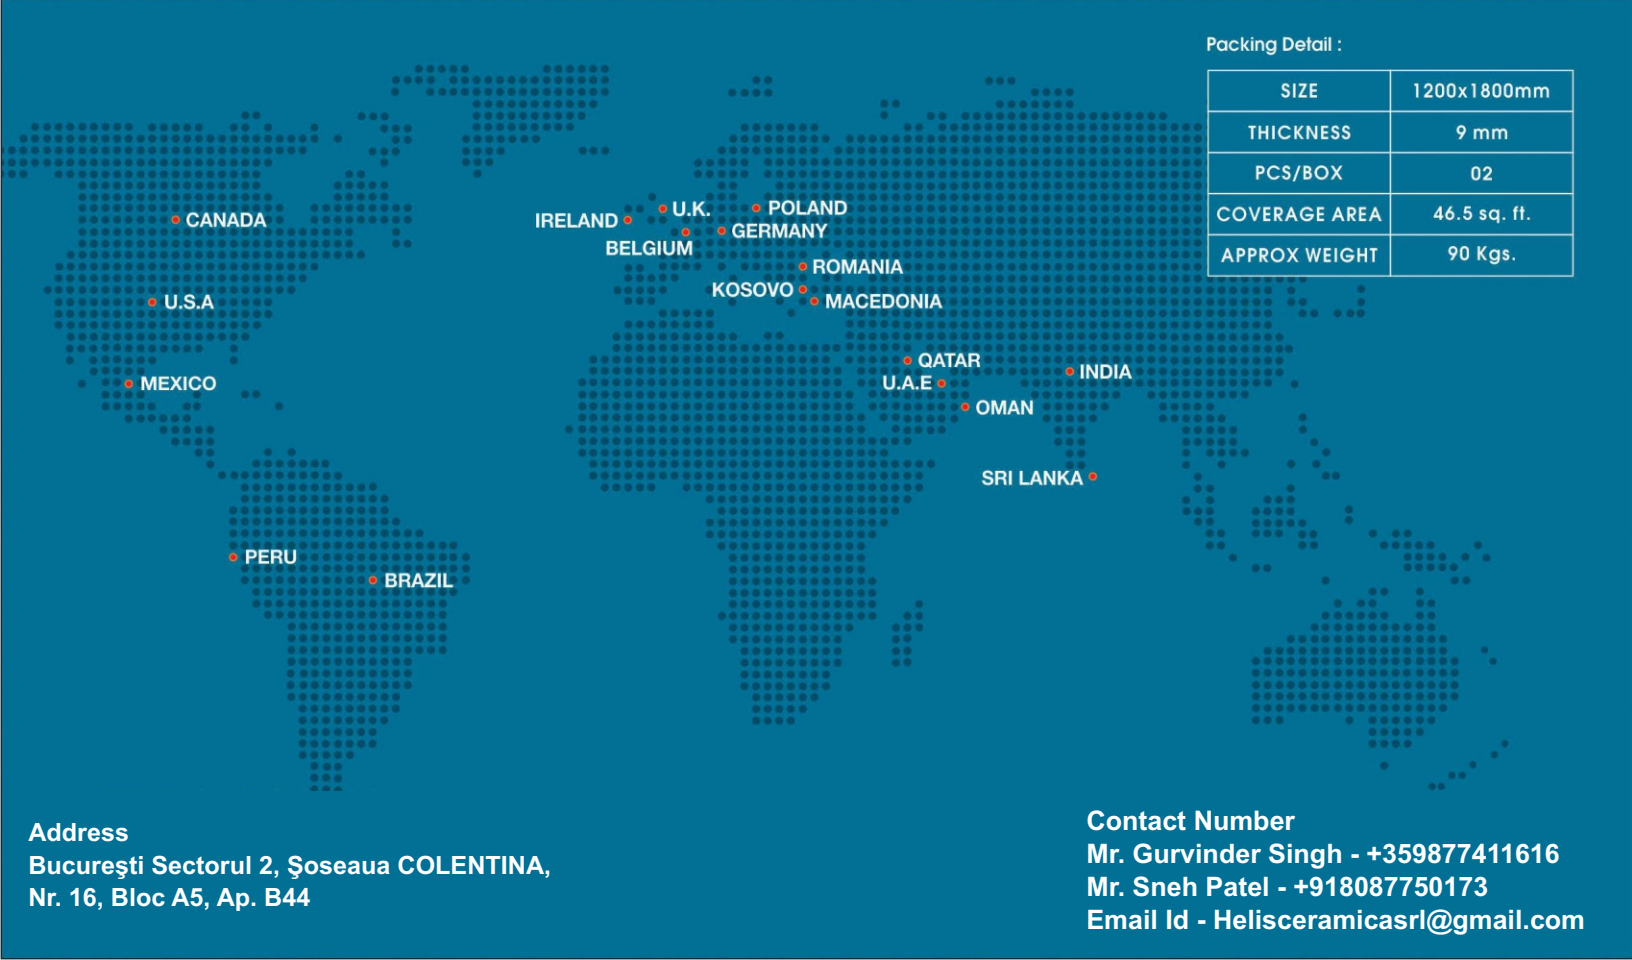 Packing Detail :
SIZE 1200x1800mm
THICKNESS 9 mm
PCS/BOX 02
COVERAGE AREA 46.5 sq. ft.
APPROX WEIGHT 90 Kgs.
CANADA
IRELAND
U.K.
POLAND
BELGIUM
GERMANY
ROMANIA
KOSOVO
MACEDONIA
U.S.A
MEXICO
QATAR
U.A.E
INDIA
OMAN
SRI LANKA
PERU
BRAZIL
Address
Bucureşti Sectorul 2, Şoseaua COLENTINA,
Nr. 16, Bloc A5, Ap. B44
Contact Number
Mr. Gurvinder Singh - +359877411616
Mr. Sneh Patel - +918087750173
Email Id - Helisceramicasrl@gmail.com